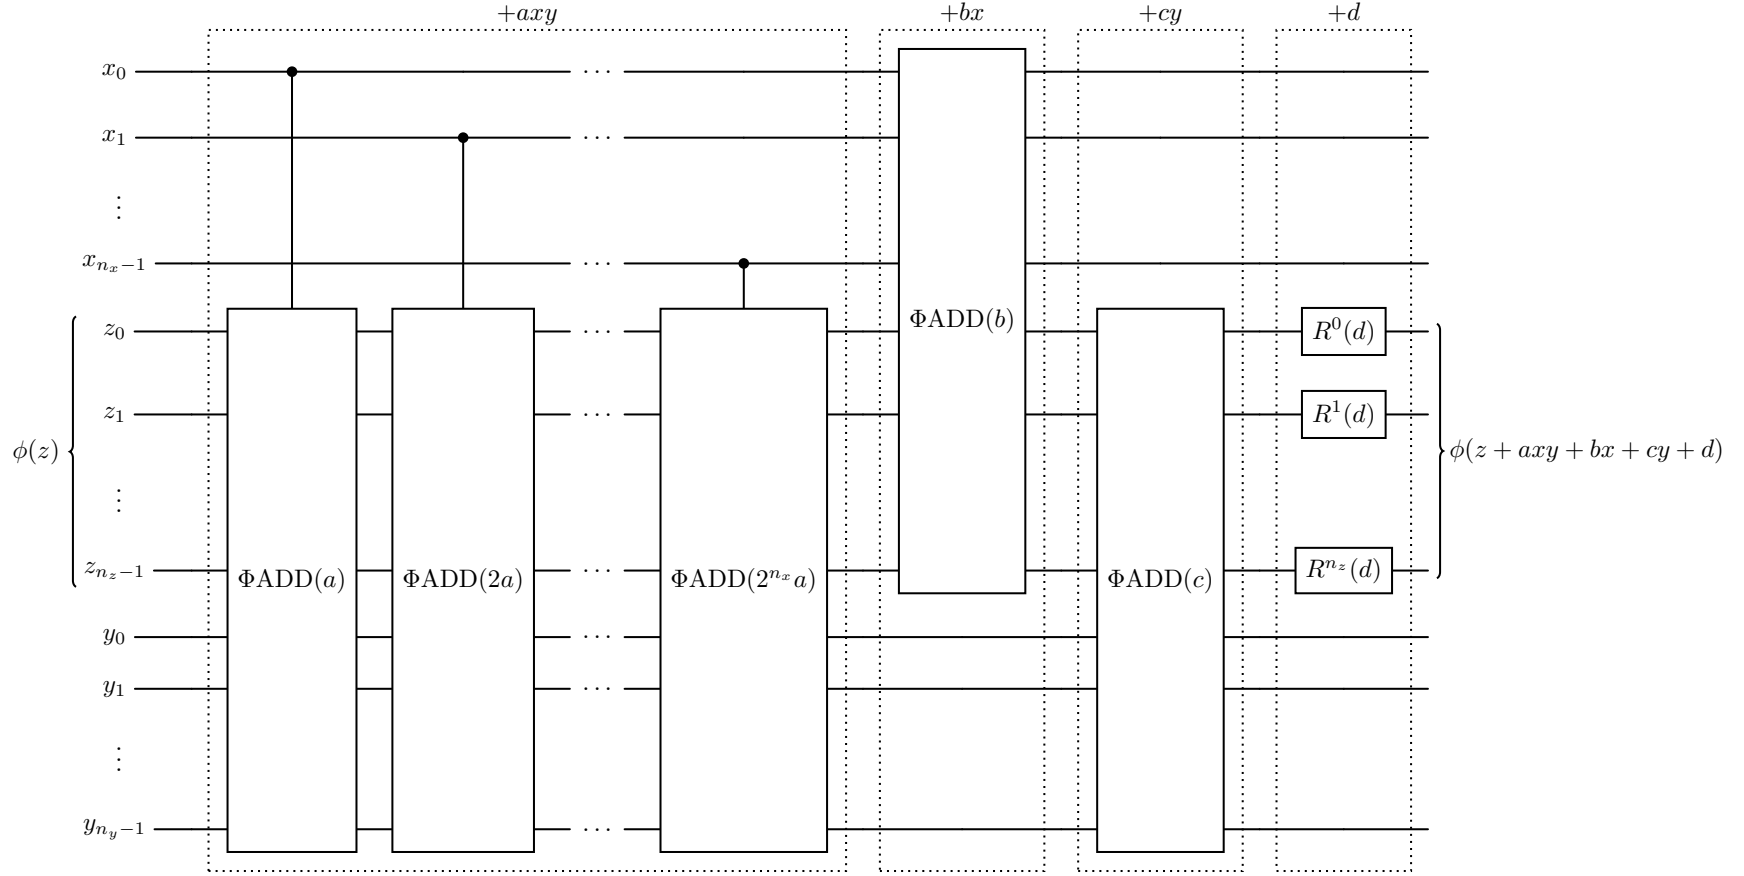 +axy +bx +cy +d
x_0 ···
x_1 ···
⋮
x_{n_x−1} ···
z_0 ··· ΦADD(b) R^0(d)
z_1 ··· R^1(d)
φ(z) φ(z + axy + bx + cy + d)
⋮
z_{n_z−1} ΦADD(a) ΦADD(2a) ··· ΦADD(2^{n_x}a) ΦADD(c) R^{n_z}(d)
y_0 ···
y_1 ···
⋮
y_{n_y−1} ···